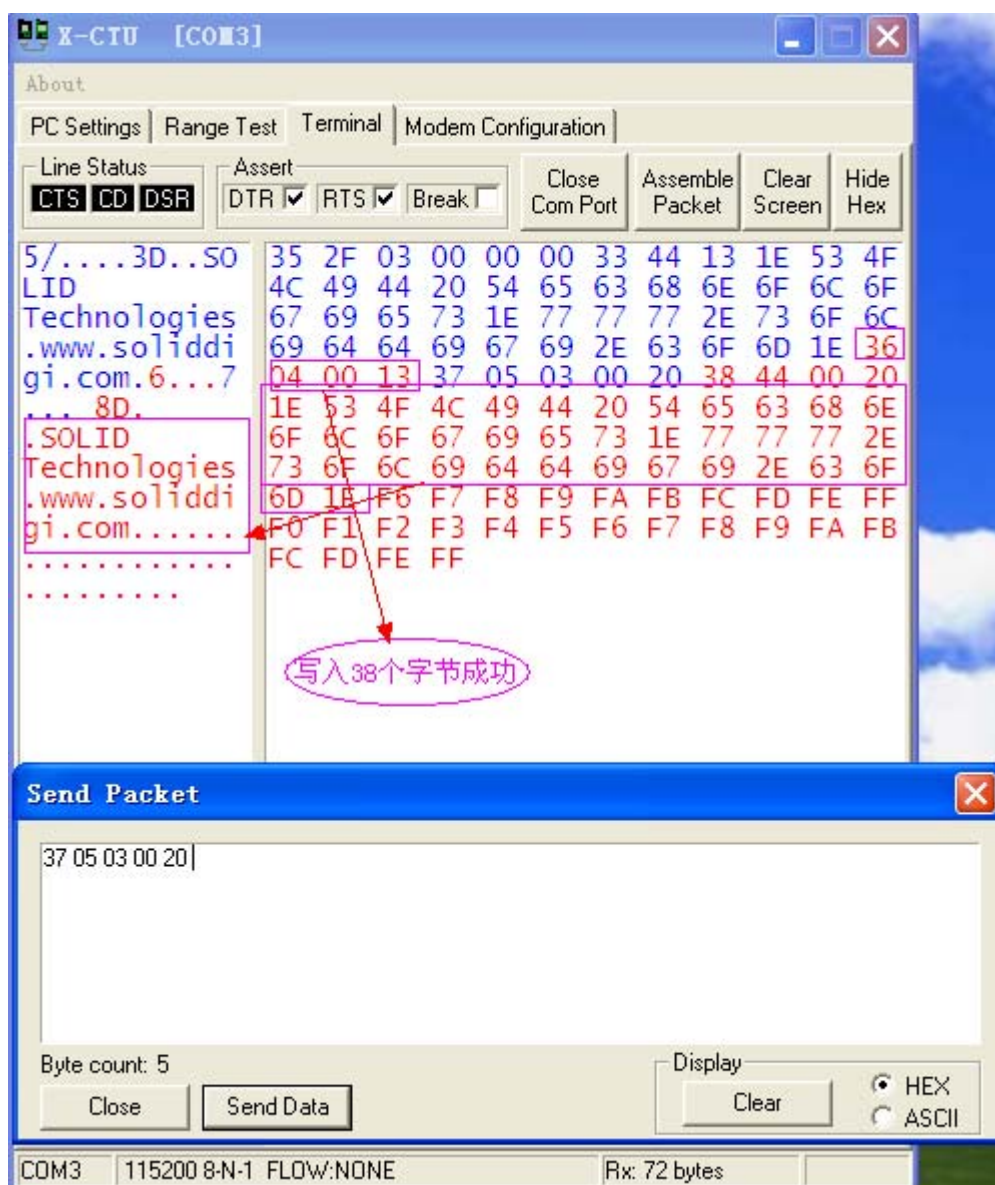 X-CTU [COM3]
About
PC Settings Range Test Terminal Modem Configuration
Line Status Assert
CTS CD DSR DTR RTS Break
Close Com Port
Assemble Packet
Clear Screen
Hide Hex
5/....3D..SO
LID
Technologies
.www.soliddi
gi.com.6...7
... 8D.
.SOLID
Technologies
.www.soliddi
gi.com......
............
.........
35 2F 03 00 00 00 33 44 13 1E 53 4F
4C 49 44 20 54 65 63 68 6E 6F 6C 6F
67 69 65 73 1E 77 77 77 2E 73 6F 6C
69 64 64 69 67 69 2E 63 6F 6D 1E 36
04 00 13 37 05 03 00 20 38 44 00 20
1E 53 4F 4C 49 44 20 54 65 63 68 6E
6F 6C 6F 67 69 65 73 1E 77 77 77 2E
73 6F 6C 69 64 64 69 67 69 2E 63 6F
6D 1E F6 F7 F8 F9 FA FB FC FD FE FF
F0 F1 F2 F3 F4 F5 F6 F7 F8 F9 FA FB
FC FD FE FF
写入38个字节成功
Send Packet
37 05 03 00 20
Byte count: 5
Close Send Data
Display
Clear
HEX
ASCII
COM3 115200 8-N-1 FLOW:NONE Rx: 72 bytes